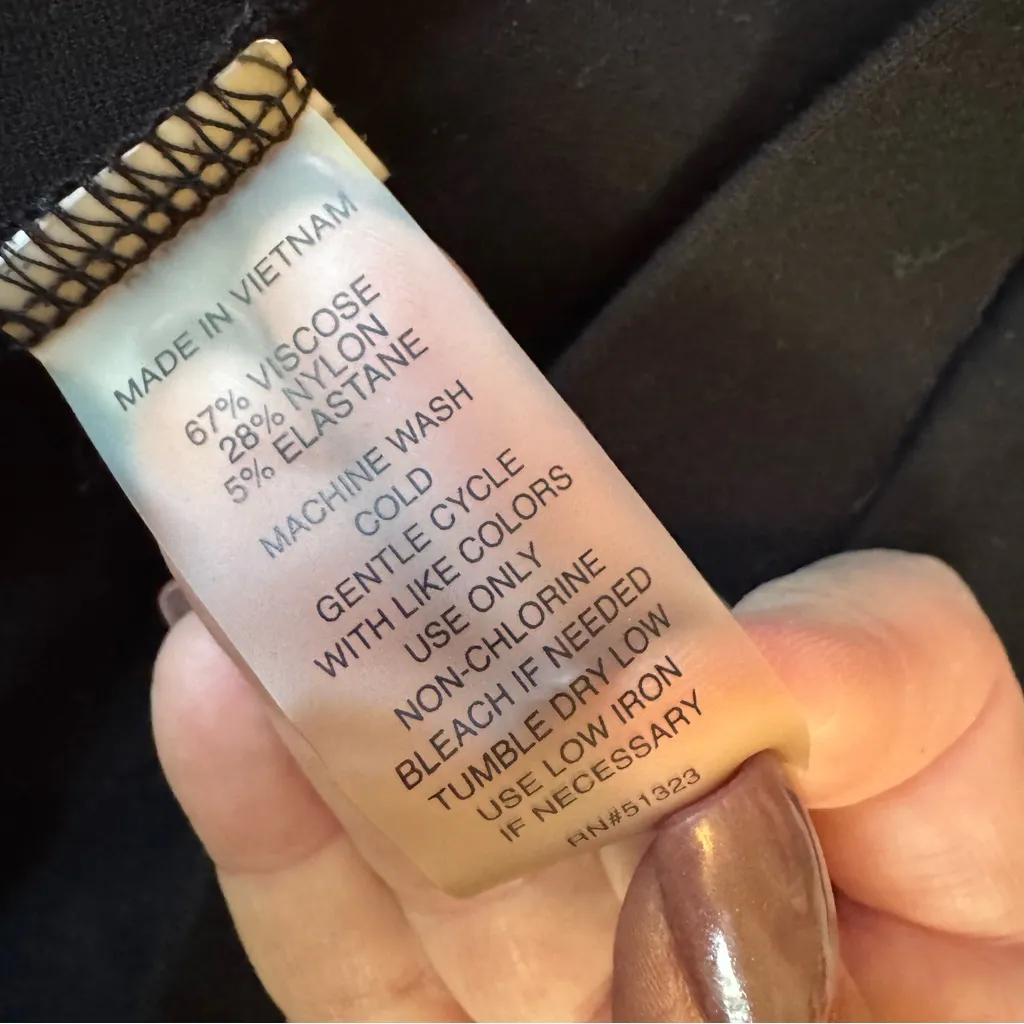 MADE IN VIETNAM
67% VISCOSE
28% NYLON
5% ELASTANE
MACHINE WASH
COLD
GENTLE CYCLE
WITH LIKE COLORS
USE ONLY
NON-CHLORINE
BLEACH IF NEEDED
TUMBLE DRY LOW
USE LOW IRON
IF NECESSARY
RN#51323